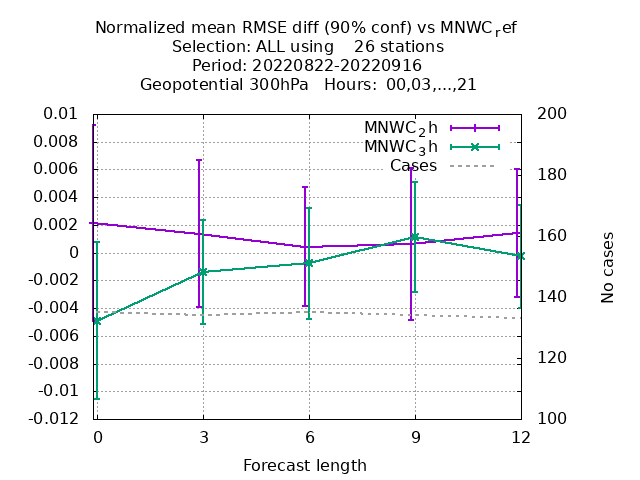 Normalized mean RMSE diff (90% conf) vs MNWCref
Selection: ALL using    26 stations
Period: 20220822-20220916
Geopotential 300hPa   Hours: 00,03,...,21
MNWC2h
MNWC3h
Cases
0.01
0.008
0.006
0.004
0.002
0
-0.002
-0.004
-0.006
-0.008
-0.01
-0.012
200
180
160
140
120
100
No cases
0 3 6 9 12
Forecast length